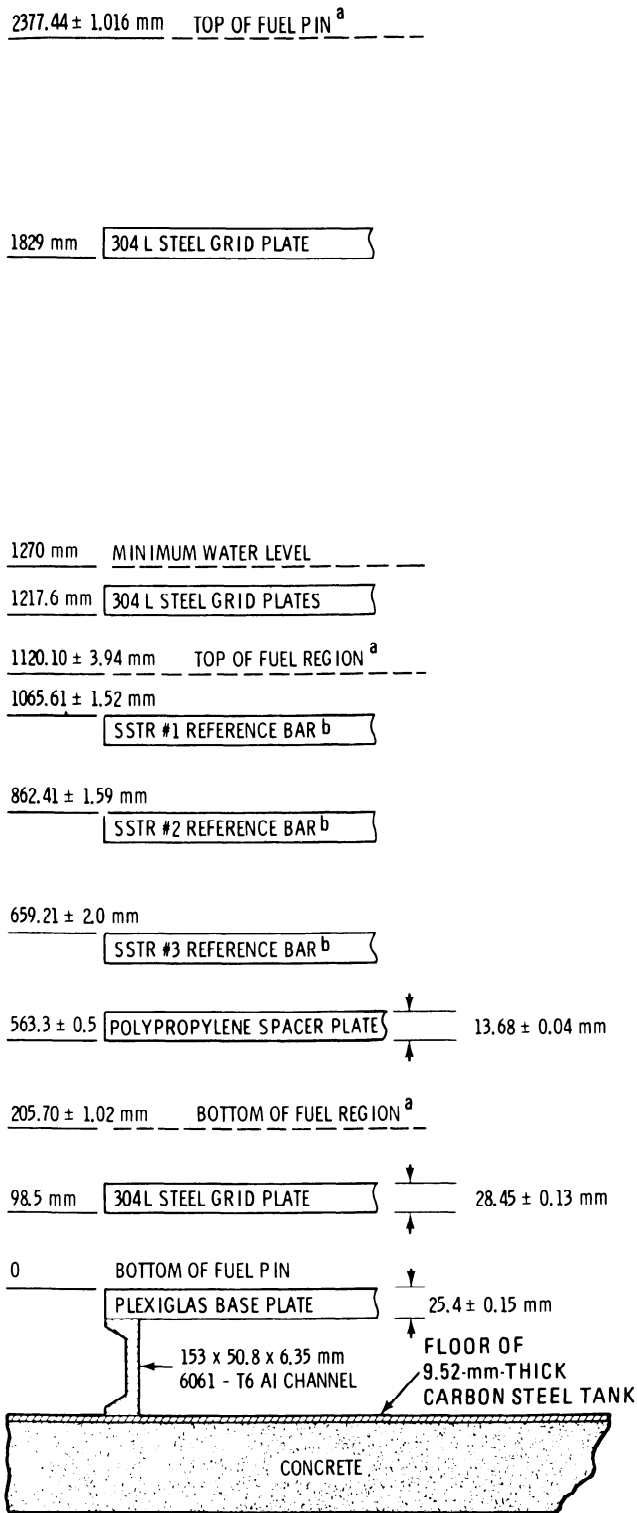 2377.44 ± 1.016 mm TOP OF FUEL PIN a
1829 mm 304 L STEEL GRID PLATE
1270 mm MINIMUM WATER LEVEL
1217.6 mm 304 L STEEL GRID PLATES
1120.10 ± 3.94 mm TOP OF FUEL REGION a
1065.61 ± 1.52 mm
SSTR #1 REFERENCE BAR b
862.41 ± 1.59 mm
SSTR #2 REFERENCE BAR b
659.21 ± 2.0 mm
SSTR #3 REFERENCE BAR b
563.3 ± 0.5 POLYPROPYLENE SPACER PLATE 13.68 ± 0.04 mm
205.70 ± 1.02 mm BOTTOM OF FUEL REGION a
98.5 mm 304L STEEL GRID PLATE 28.45 ± 0.13 mm
0 BOTTOM OF FUEL PIN
PLEXIGLAS BASE PLATE 25.4 ± 0.15 mm
153 x 50.8 x 6.35 mm
6061 - T6 Al CHANNEL
FLOOR OF
9.52-mm-THICK
CARBON STEEL TANK
CONCRETE